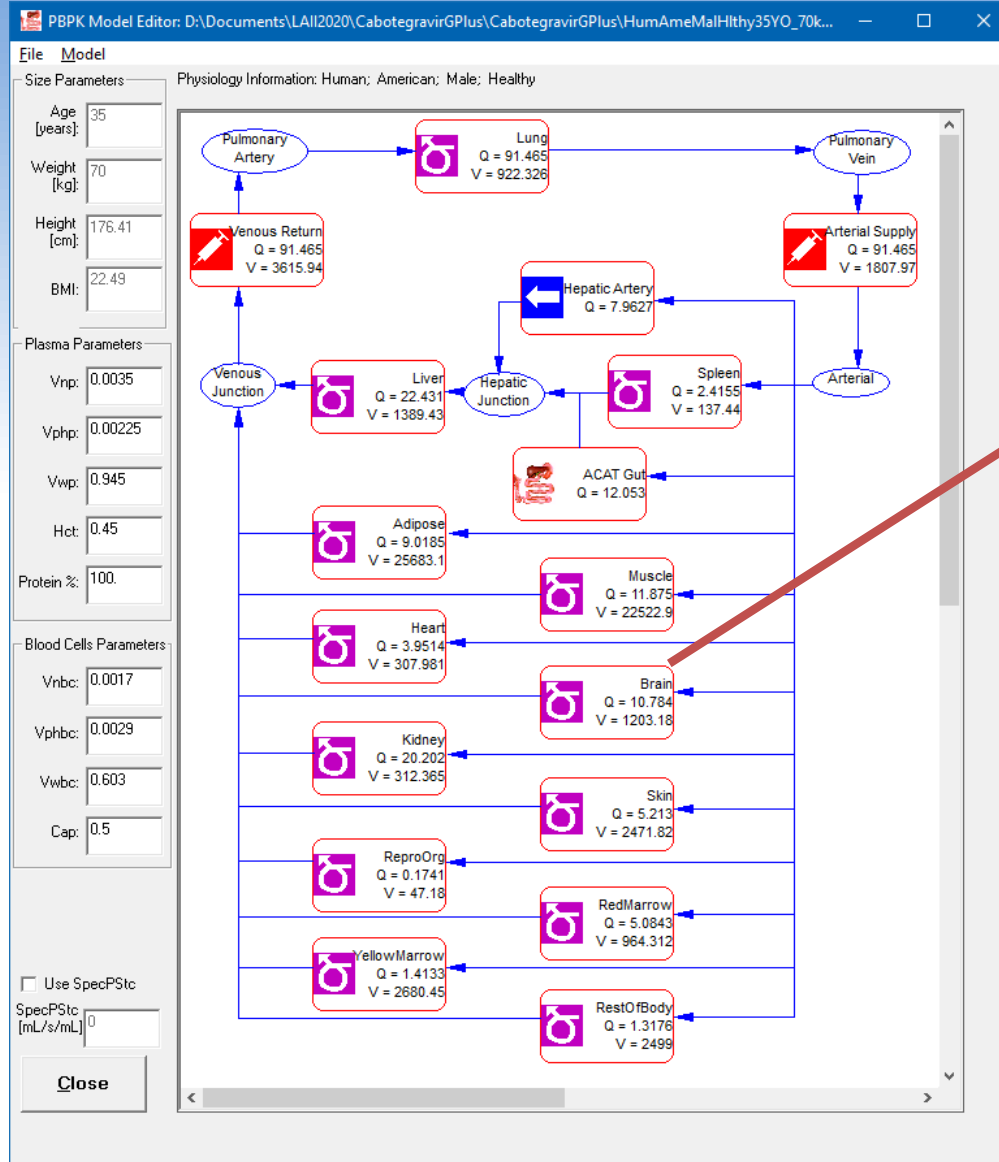 PBPK Model Editor: D:\Documents\LAII2020\CabotegravirGPlus\CabotegravirGPlus\HumAmeMalHlthy35YO_70k...
File Model
Size Parameters
Age [years]: 35
Weight [kg]: 70
Height [cm]: 176.41
BMI: 22.49
Plasma Parameters
Vnp: 0.0035
Vphp: 0.00225
Vwp: 0.945
Hct: 0.45
Protein %: 100.
Blood Cells Parameters
Vnbc: 0.0017
Vphbc: 0.0029
Vwbc: 0.603
Cap: 0.5
Use SpecPStc
SpecPStc [mL/s/mL] 0
Close
Physiology Information: Human; American; Male; Healthy
Pulmonary
Artery
Lung
Q = 91.465
V = 922.326
Pulmonary
Vein
Venous Return
Q = 91.465
V = 3615.94
Arterial Supply
Q = 91.465
V = 1807.97
Hepatic Artery
Q = 7.9627
Venous
Junction
Liver
Q = 22.431
V = 1389.43
Hepatic
Junction
Spleen
Q = 2.4155
V = 137.44
Arterial
ACAT Gut
Q = 12.053
Adipose
Q = 9.0185
V = 25683.1
Muscle
Q = 11.875
V = 22522.9
Heart
Q = 3.9514
V = 307.981
Brain
Q = 10.784
V = 1203.18
Kidney
Q = 20.202
V = 312.365
Skin
Q = 5.213
V = 2471.82
ReproOrg
Q = 0.1741
V = 47.18
RedMarrow
Q = 5.0843
V = 964.312
YellowMarrow
Q = 1.4133
V = 2680.45
RestOfBody
Q = 1.3176
V = 2499